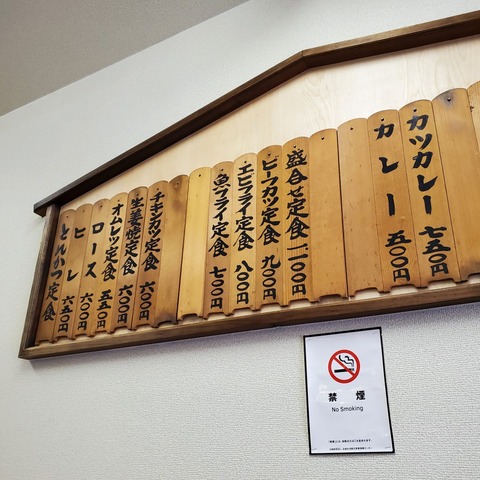 カツカレー 七五〇円
カレー 五〇〇円
盛合せ定食 一一〇〇円
ビーフカツ定食 九〇〇円
エビフライ定食 八〇〇円
魚フライ定食 七〇〇円
チキンカツ定食 六〇〇円
生姜焼定食 六〇〇円
オムレツ定食 五五〇円
ロース 六〇〇円
ヒレ 六五〇円
とんかつ定食
禁煙
No Smoking